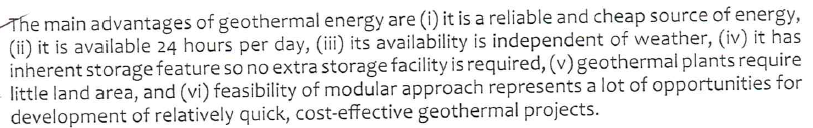 The main advantages of geothermal energy are (i) it is a reliable and cheap source of energy,
(ii) it is available 24 hours per day, (iii) its availability is independent of weather, (iv) it has
inherent storage feature so no extra storage facility is required, (v) geothermal plants require
little land area, and (vi) feasibility of modular approach represents a lot of opportunities for
development of relatively quick, cost-effective geothermal projects.